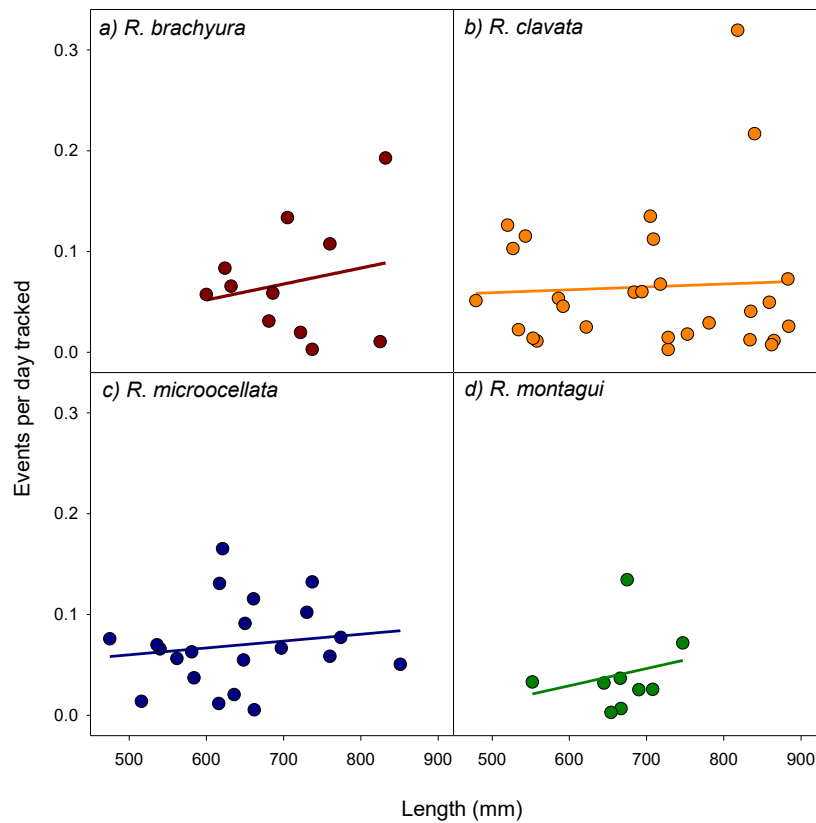 a) R. brachyura
b) R. clavata
0.3
0.2
0.1
0.0
c) R. microocellata
d) R. montagui
0.3
0.2
0.1
0.0
Events per day tracked
500 600 700 800 900
500 600 700 800 900
Length (mm)